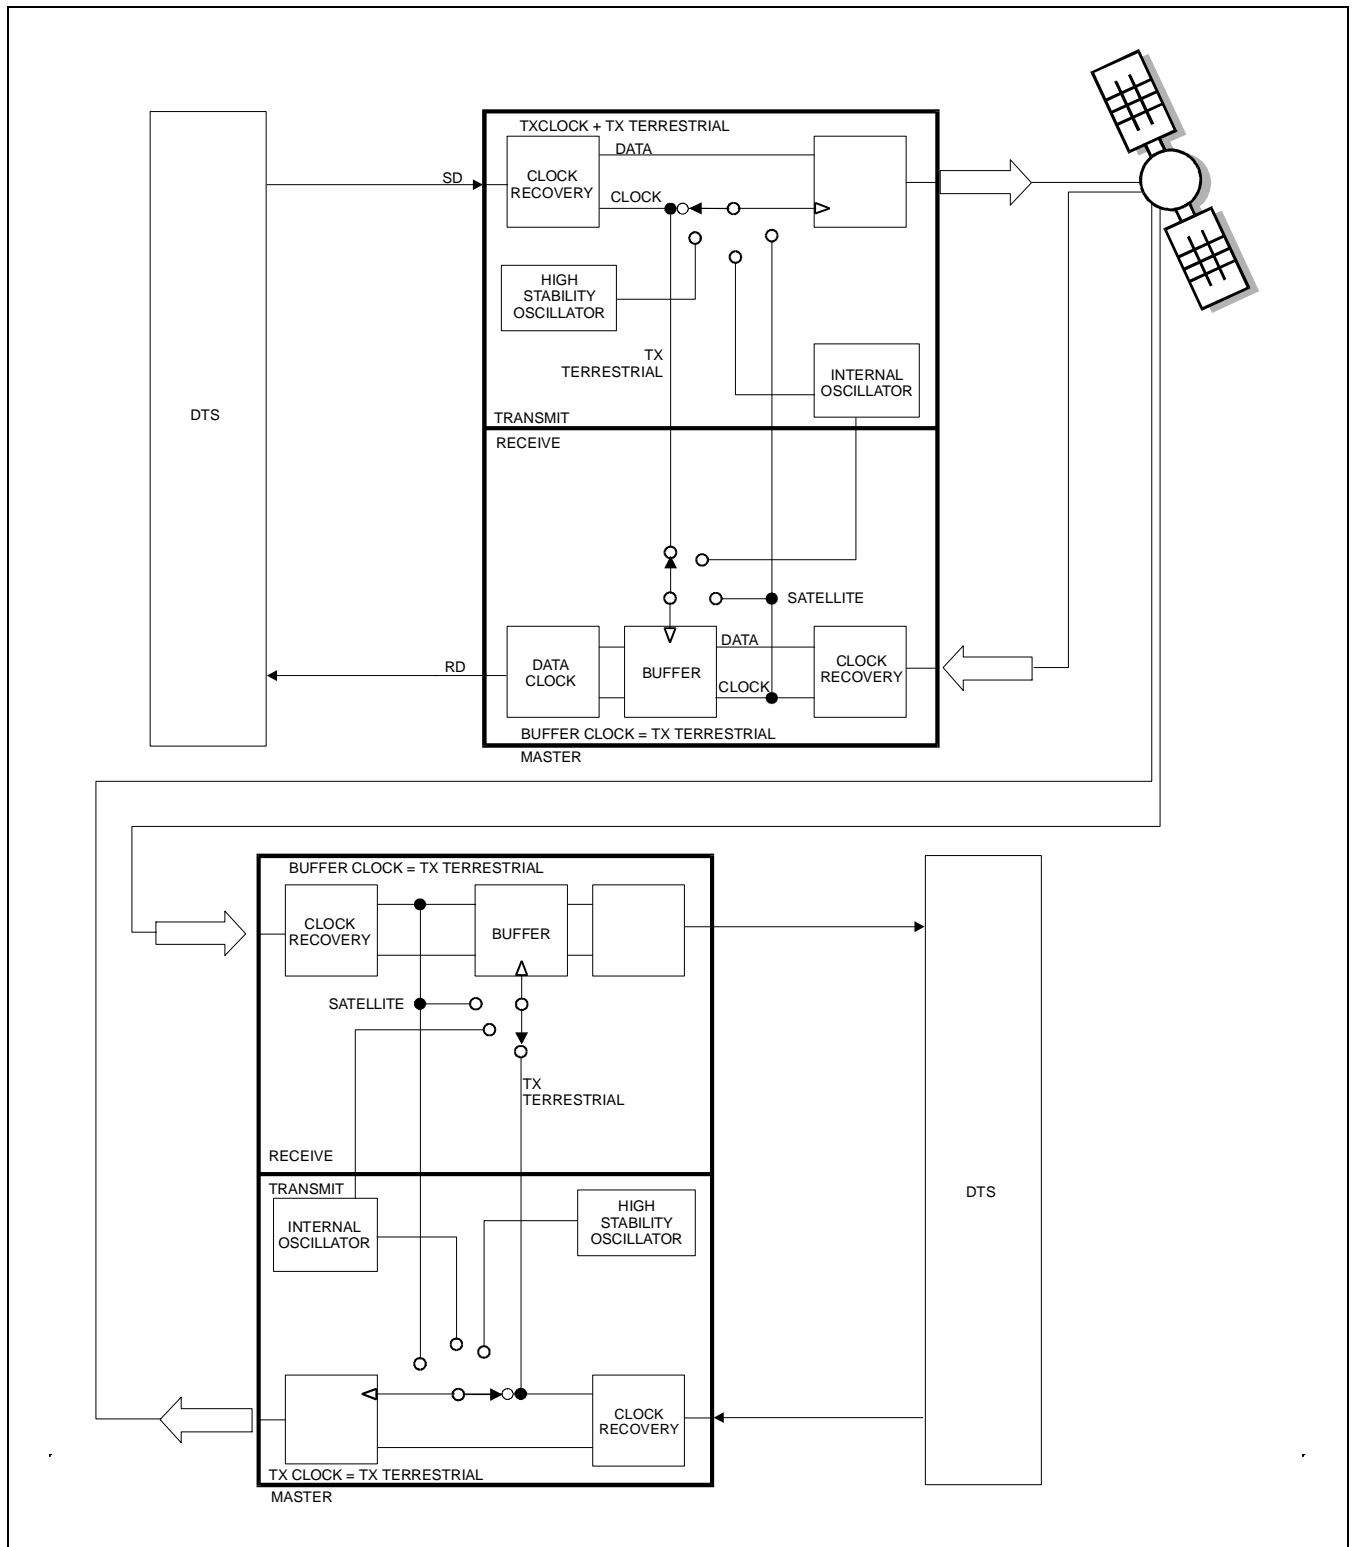 TXCLOCK + TX TERRESTRIAL
DATA
CLOCK
RECOVERY
SD
CLOCK
HIGH
STABILITY
OSCILLATOR
TX
TERRESTRIAL
INTERNAL
OSCILLATOR
DTS
TRANSMIT
RECEIVE
SATELLITE
DATA
RD
DATA
CLOCK
BUFFER
CLOCK
RECOVERY
CLOCK
BUFFER CLOCK = TX TERRESTRIAL
MASTER
BUFFER CLOCK = TX TERRESTRIAL
CLOCK
RECOVERY
BUFFER
SATELLITE
TX
TERRESTRIAL
RECEIVE
TRANSMIT
DTS
HIGH
STABILITY
OSCILLATOR
INTERNAL
OSCILLATOR
CLOCK
RECOVERY
TX CLOCK = TX TERRESTRIAL
MASTER